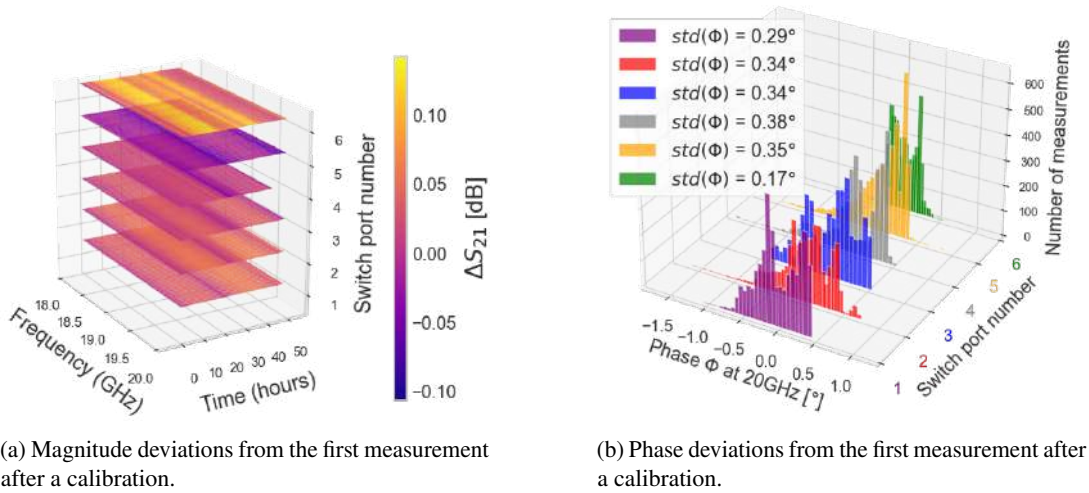 0.10
0.05
0.00
−0.05
−0.10
ΔS21 [dB]
6
5
4
3
2
1
Switch port number
18.0
18.5
19.0
19.5
20.0
Frequency (GHz)
0 10 20 30 40 50
Time (hours)
std(Φ) = 0.29°
std(Φ) = 0.34°
std(Φ) = 0.34°
std(Φ) = 0.38°
std(Φ) = 0.35°
std(Φ) = 0.17°
600
500
400
300
200
100
0
Number of measurements
−1.5 −1.0 −0.5 0.0 0.5 1.0
Phase Φ at 20GHz [°]
1 2 3 4 5 6
Switch port number
(a) Magnitude deviations from the first measurement
after a calibration.
(b) Phase deviations from the first measurement after
a calibration.